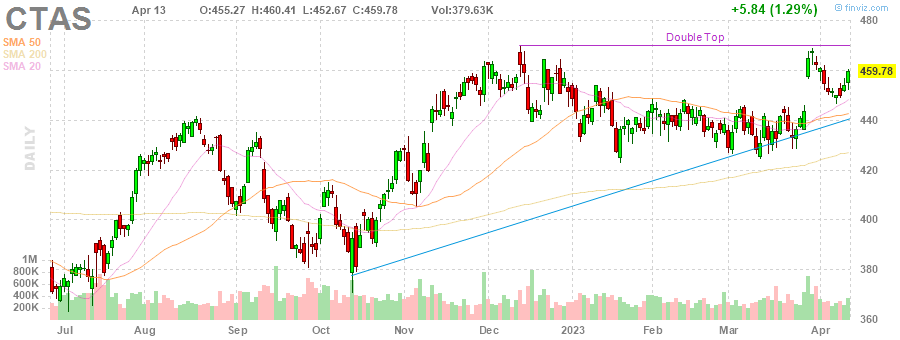 CTAS Apr 13 O:455.27 H:460.41 L:452.67 C:459.78 Vol:379.63K +5.84 (1.29%) © finviz.com
SMA 50
SMA 200
SMA 20
DAILY
Double Top
480
459.78
440
420
400
380
360
1M
800K
600K
400K
200K
Jul Aug Sep Oct Nov Dec 2023 Feb Mar Apr